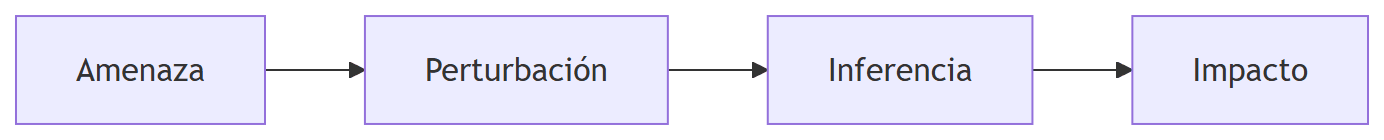 Amenaza
Perturbación
Inferencia
Impacto